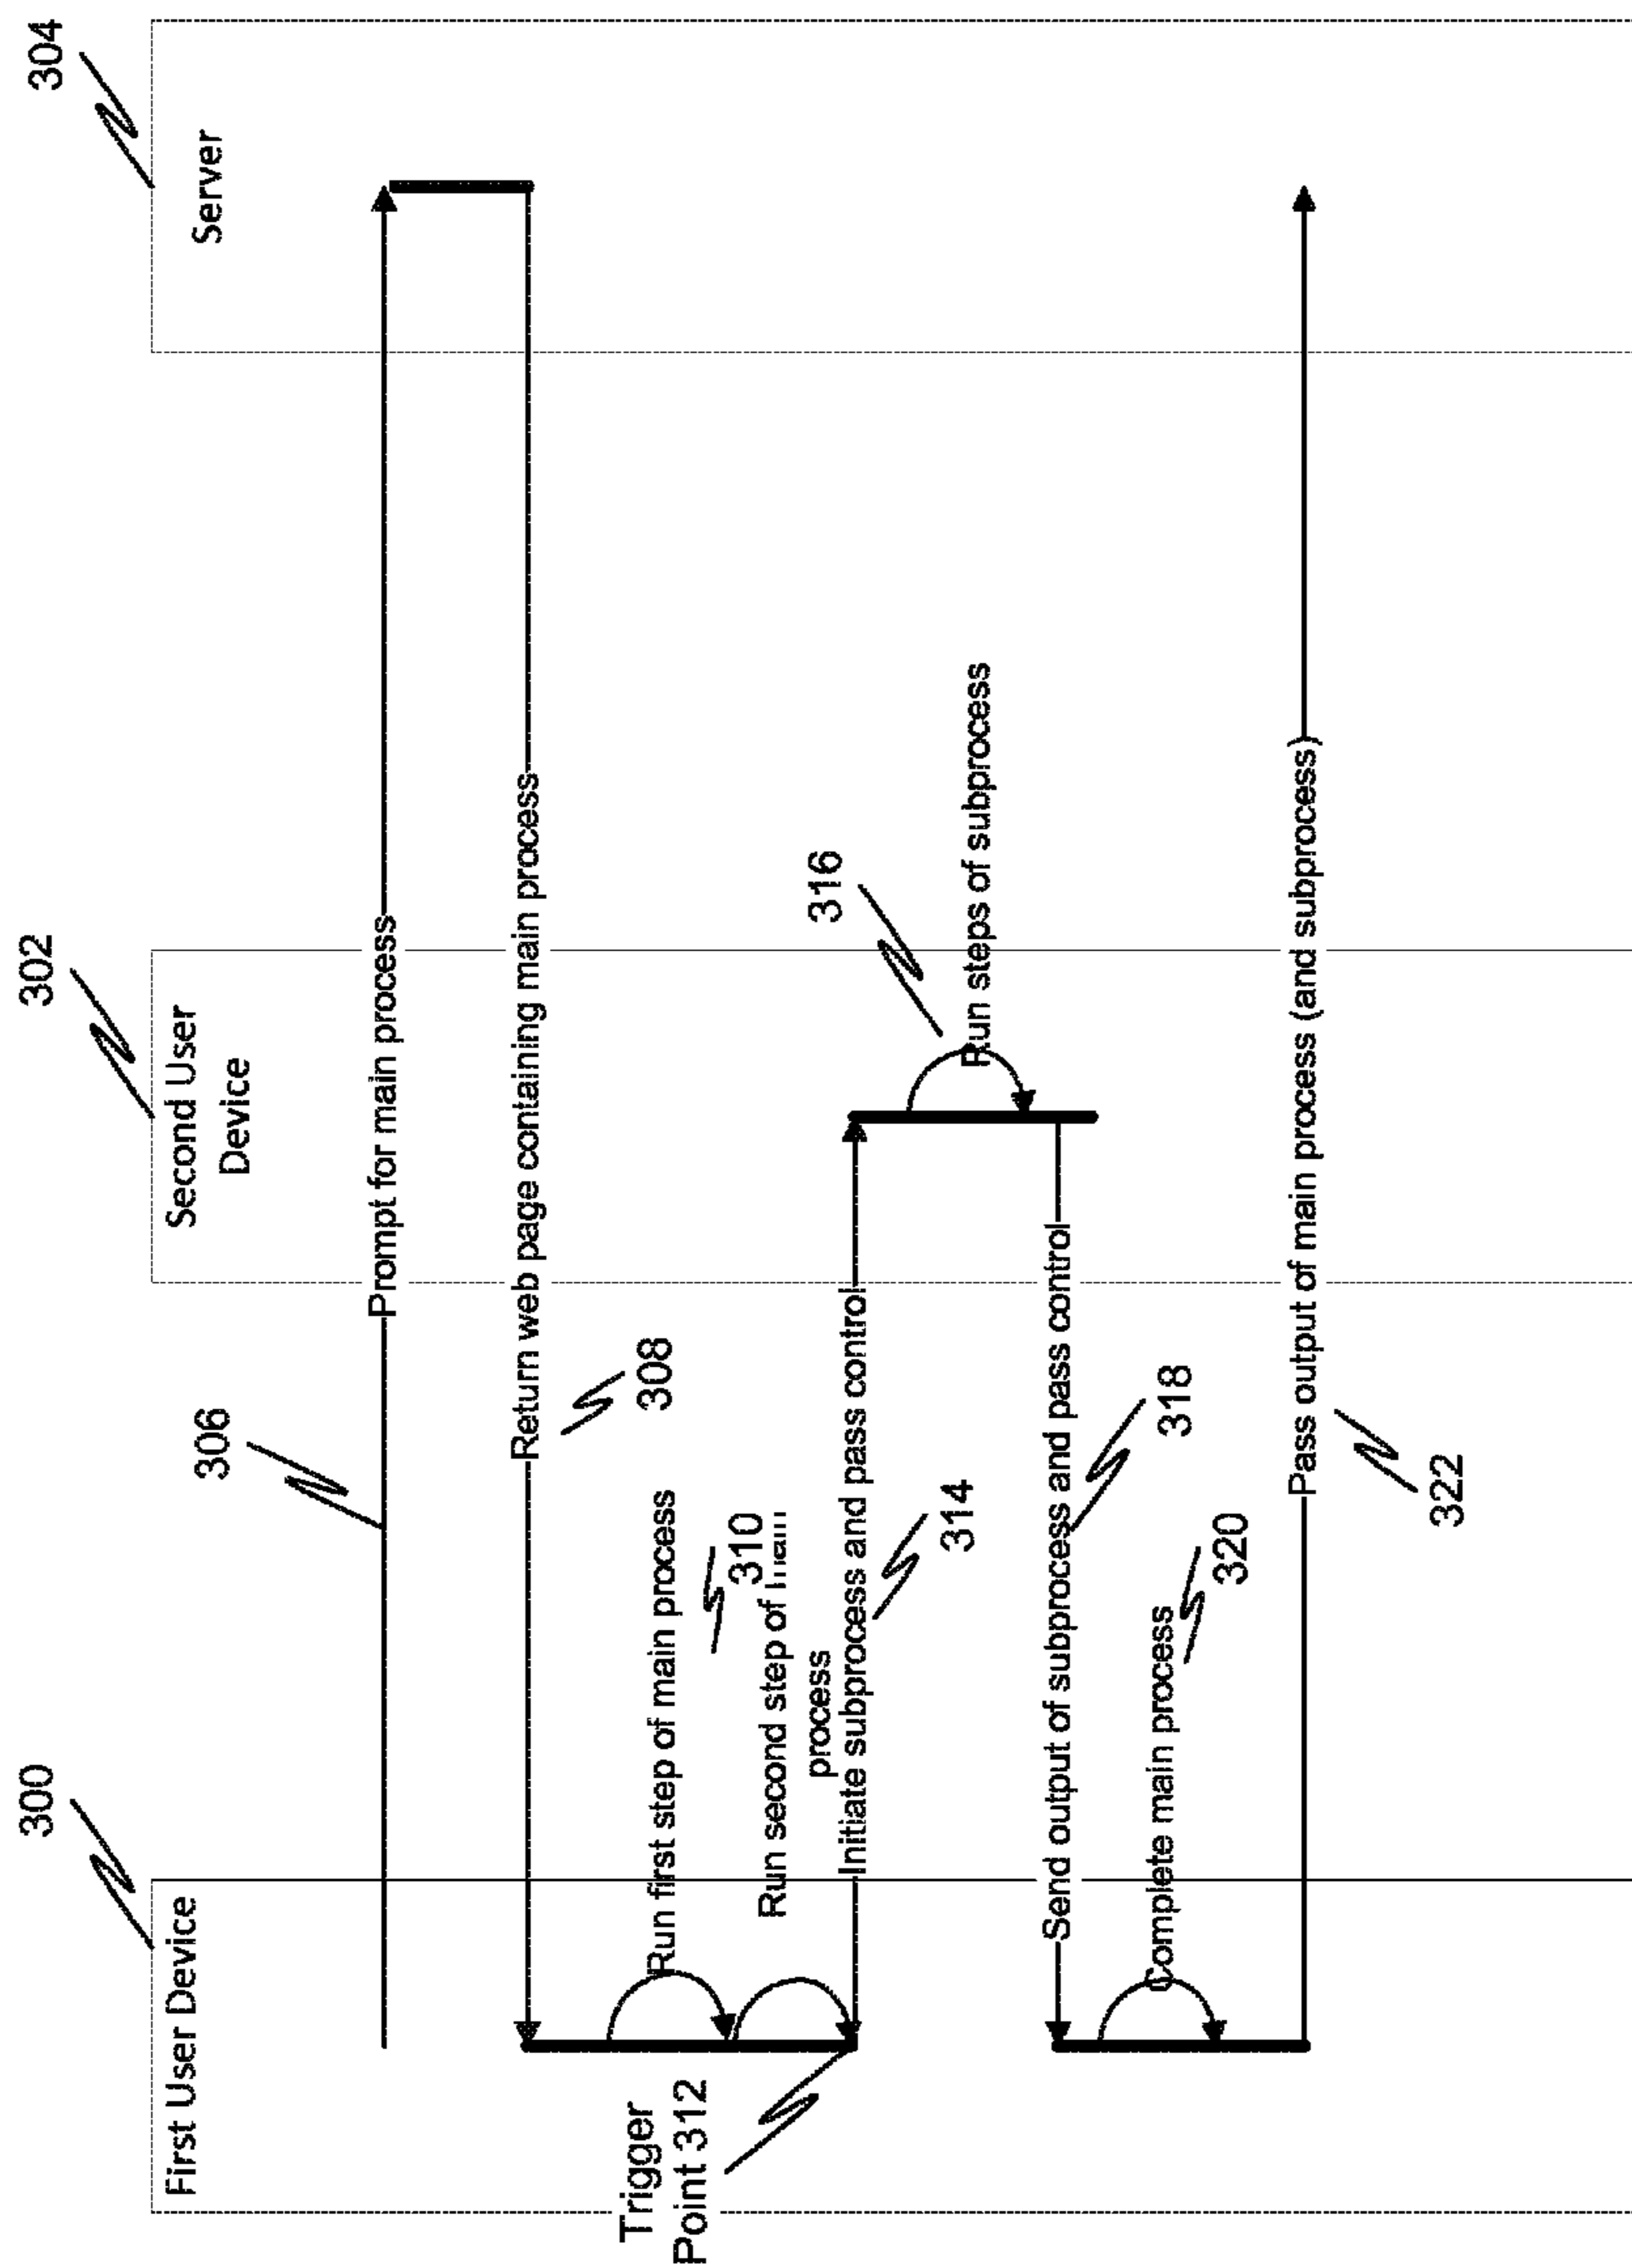 300
302
304
First User Device
Second User
Device
Server
306
Prompt for main process
Return web page containing main process
308
Run first step of main process
310
Run second step of main
process
Trigger
Point 312
Initiate subprocess and pass control
314
316
Run steps of subprocess
Send output of subprocess and pass control
318
Complete main process
320
Pass output of main process (and subprocess)
322